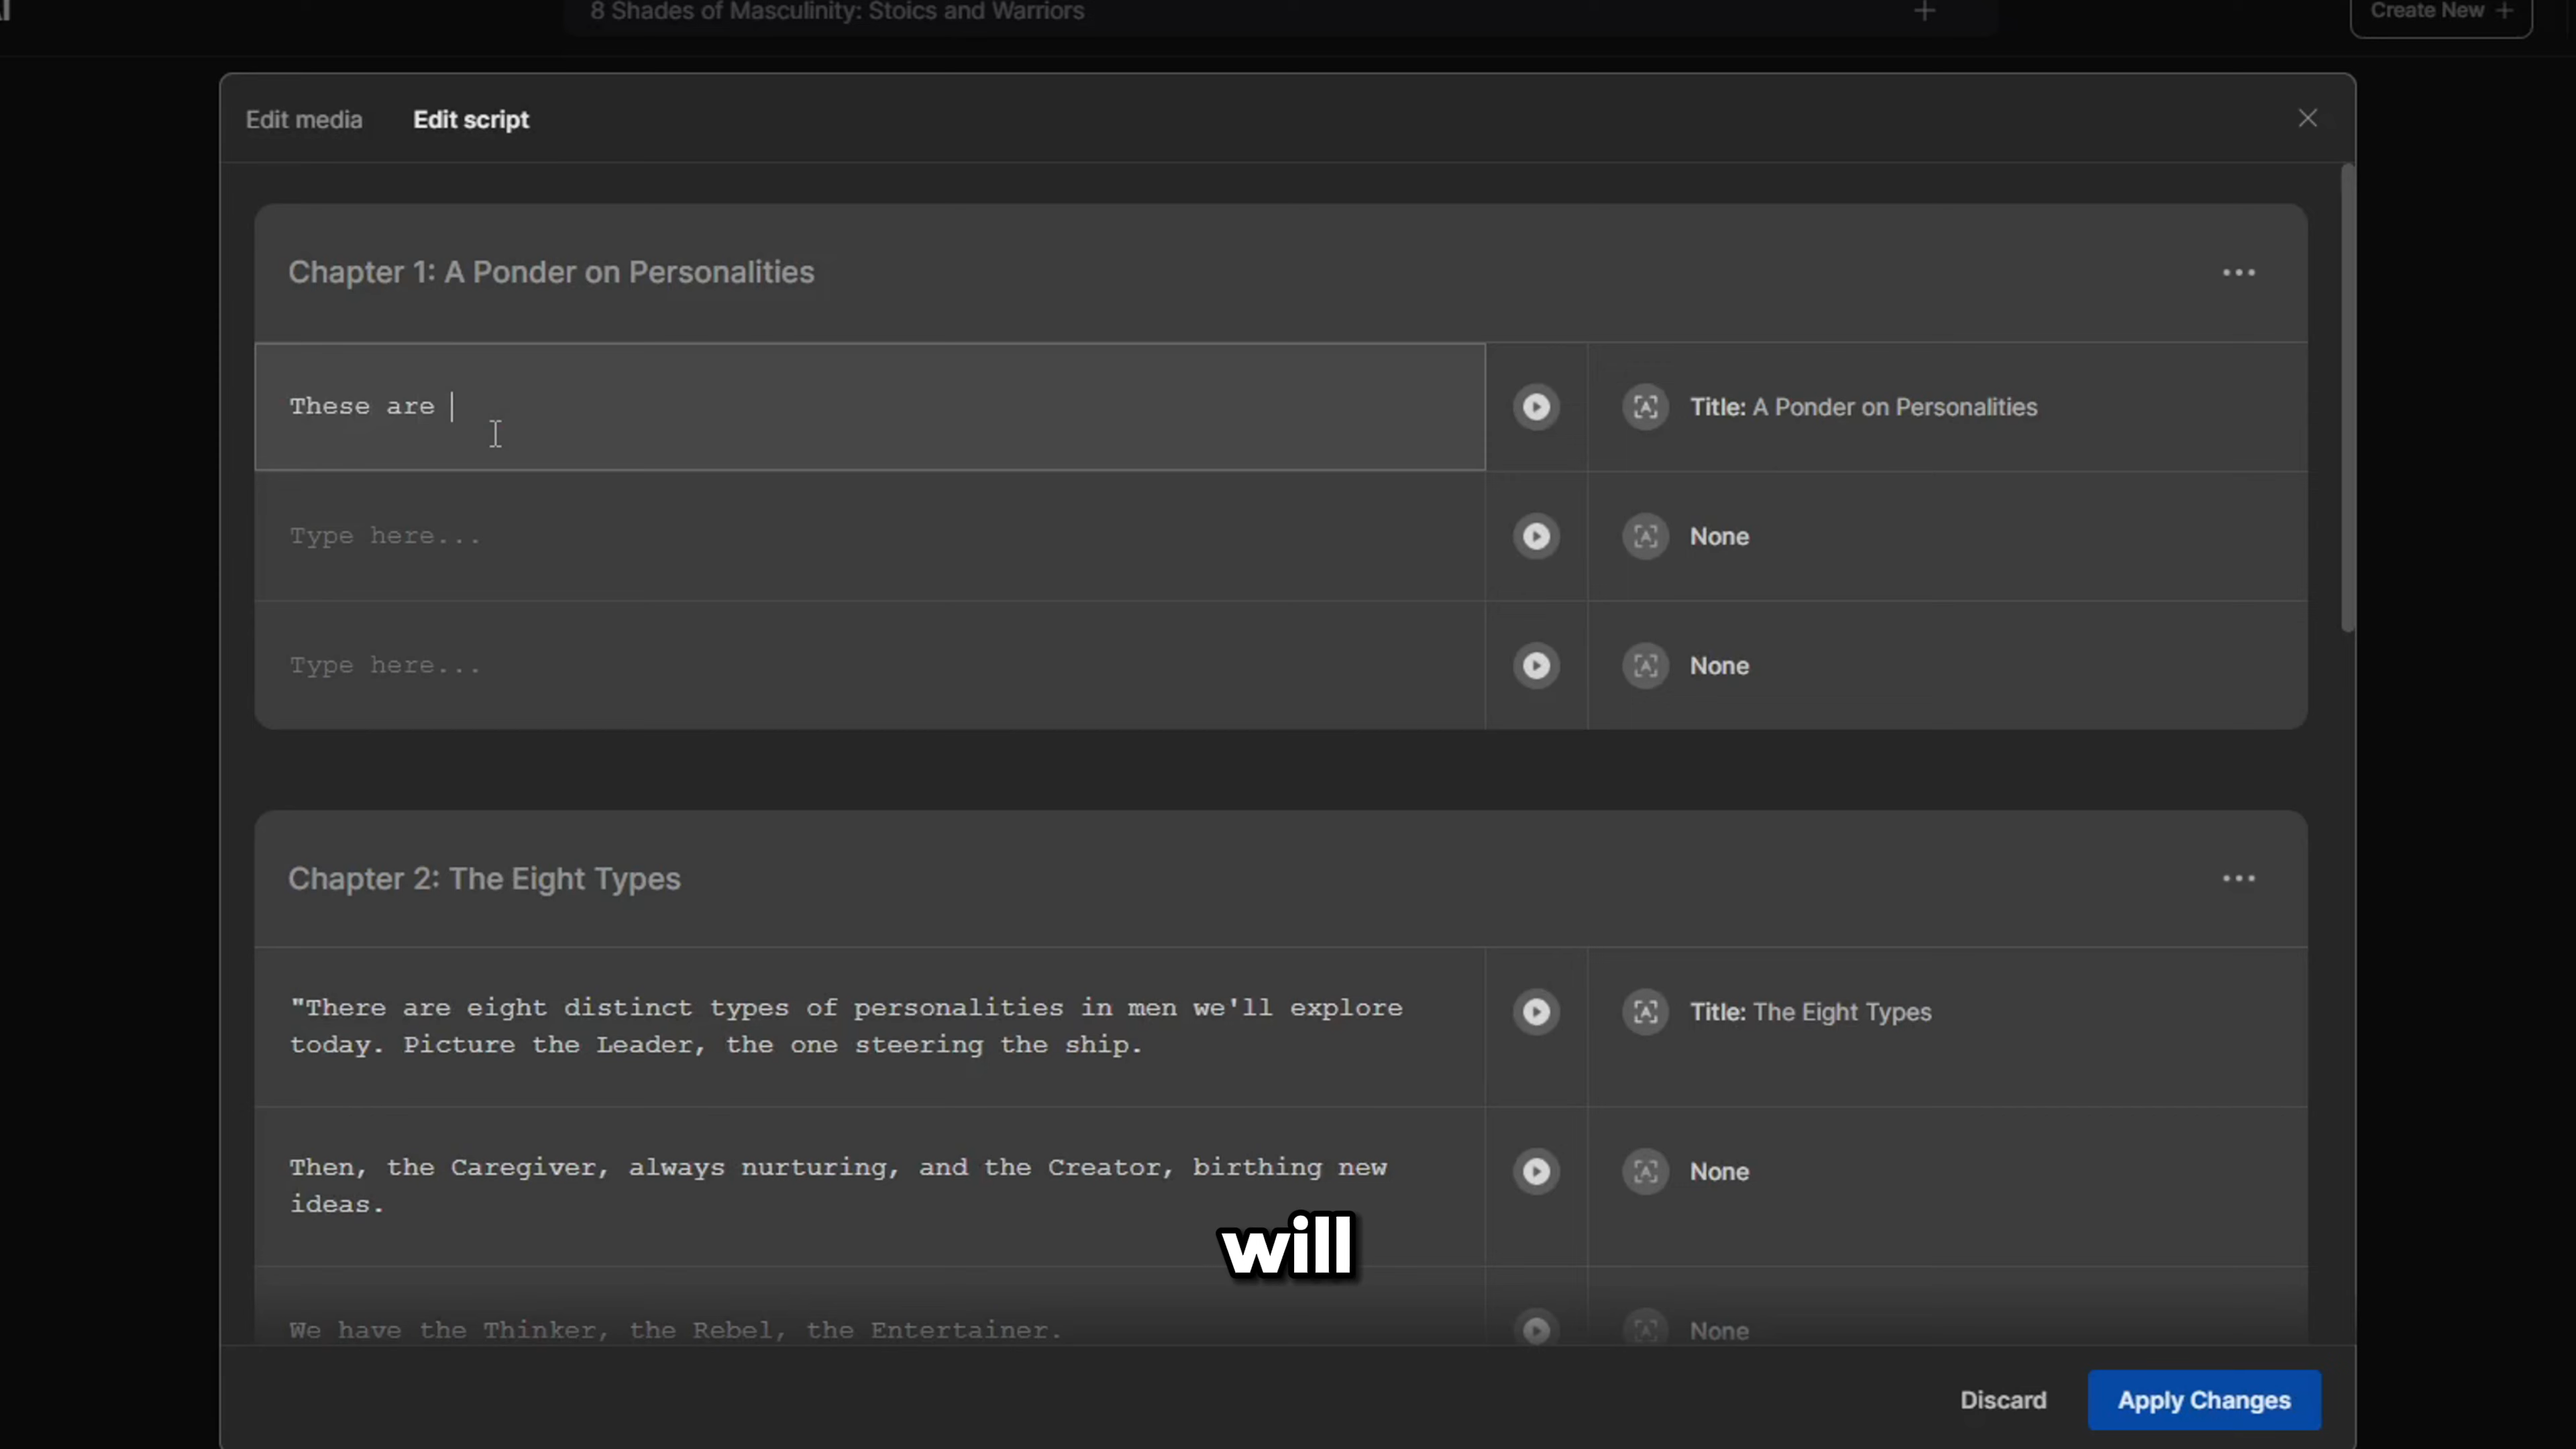 AI
8 Shades of Masculinity: Stoics and Warriors
+
Create New +
Edit media
Edit script
Chapter 1: A Ponder on Personalities
These are
Title: A Ponder on Personalities
Type here...
None
Type here...
None
Chapter 2: The Eight Types
"There are eight distinct types of personalities in men we'll explore
today. Picture the Leader, the one steering the ship.
Title: The Eight Types
Then, the Caregiver, always nurturing, and the Creator, birthing new
ideas.
None
will
We have the Thinker, the Rebel, the Entertainer.
None
Discard
Apply Changes